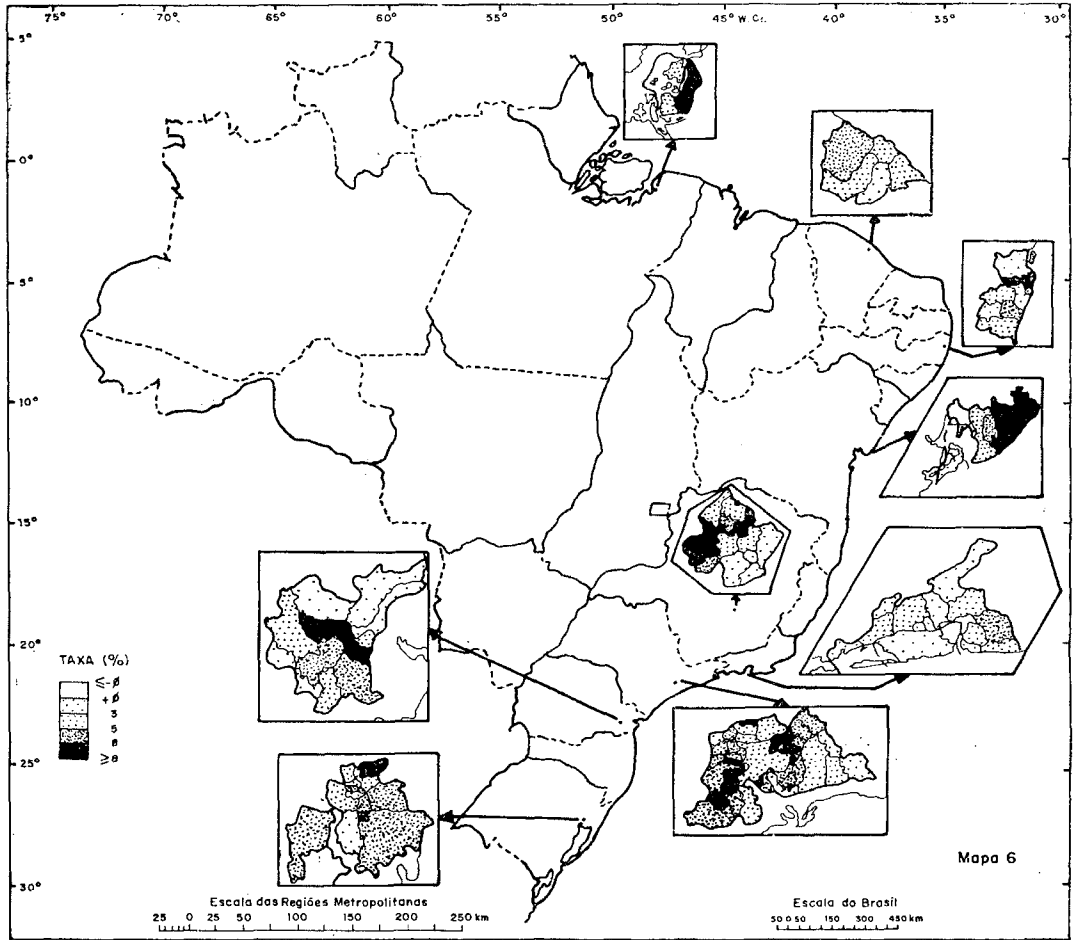 75° 70° 65° 60° 55° 50° 45° W. Gr. 40° 35° 30°
5°
0°
5°
10°
15°
20°
25°
30°
TAXA (%)
≤-0
+0
3
5
8
≥8
Mapa 6
Escala das Regiões Metropolitanas
25 0 25 50 100 150 200 250 km
Escala do Brasil
50 0 50 150 300 450 km